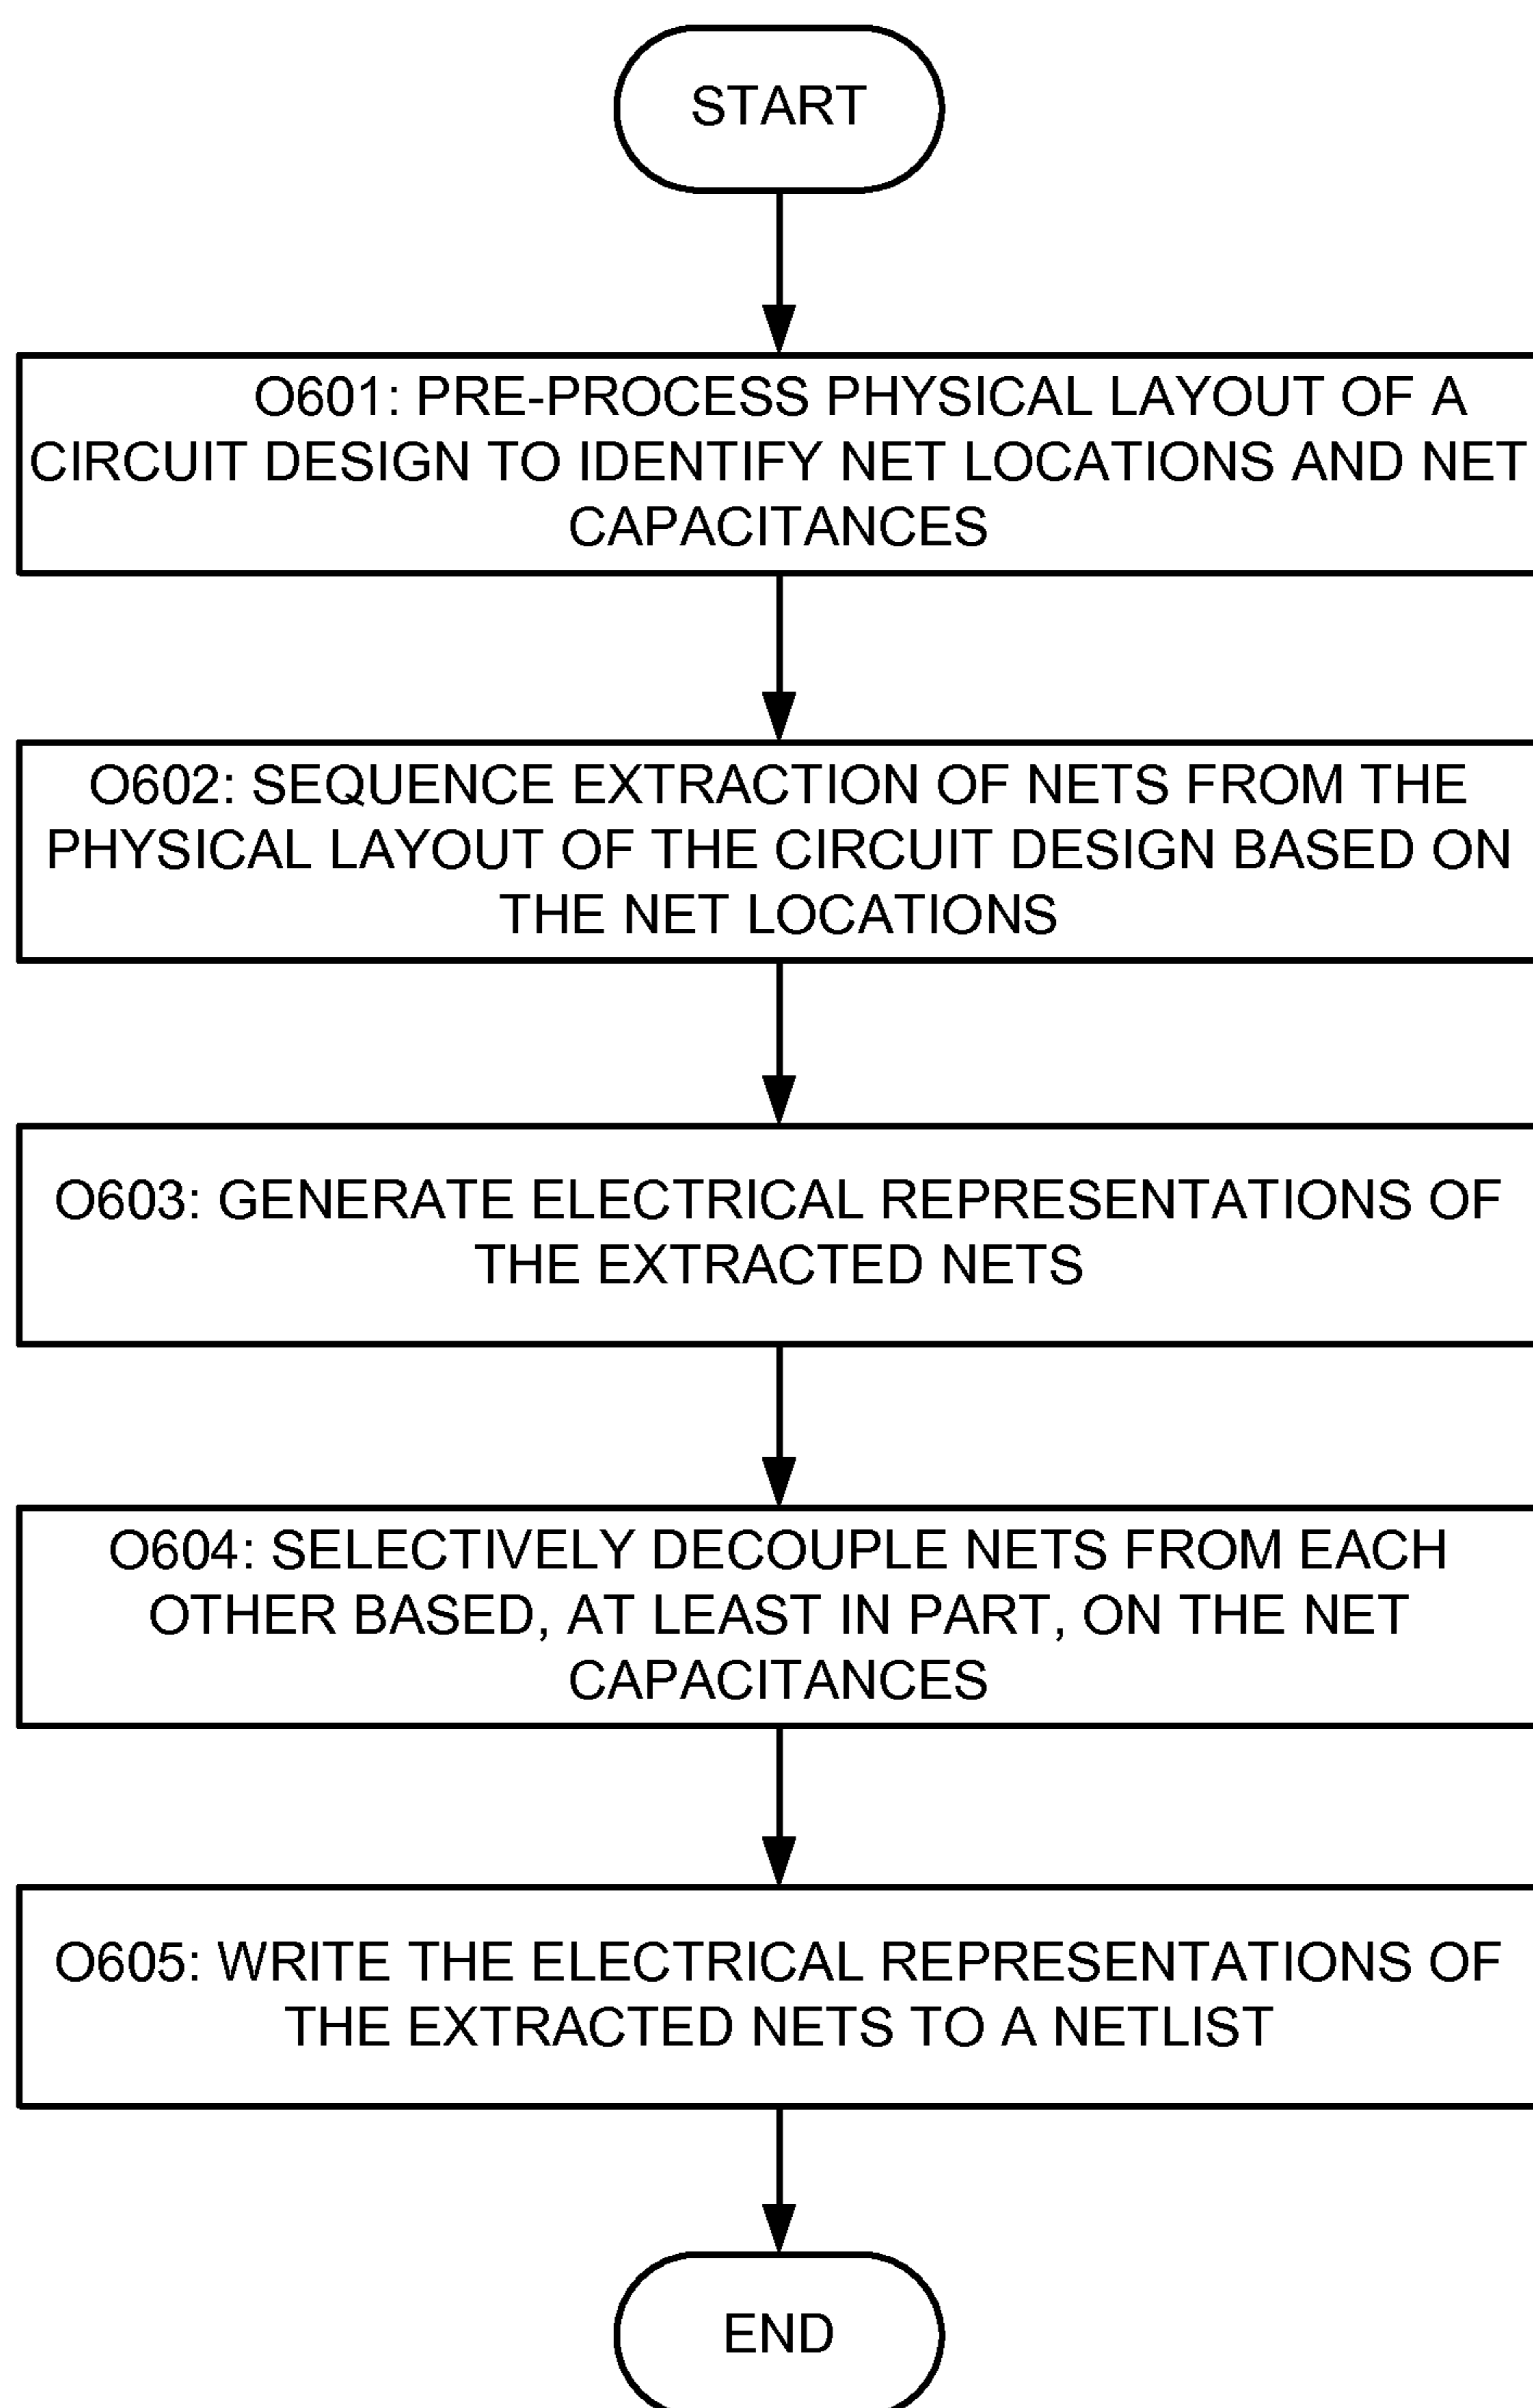 START
O601: PRE-PROCESS PHYSICAL LAYOUT OF A
CIRCUIT DESIGN TO IDENTIFY NET LOCATIONS AND NET
CAPACITANCES
O602: SEQUENCE EXTRACTION OF NETS FROM THE
PHYSICAL LAYOUT OF THE CIRCUIT DESIGN BASED ON
THE NET LOCATIONS
O603: GENERATE ELECTRICAL REPRESENTATIONS OF
THE EXTRACTED NETS
O604: SELECTIVELY DECOUPLE NETS FROM EACH
OTHER BASED, AT LEAST IN PART, ON THE NET
CAPACITANCES
O605: WRITE THE ELECTRICAL REPRESENTATIONS OF
THE EXTRACTED NETS TO A NETLIST
END